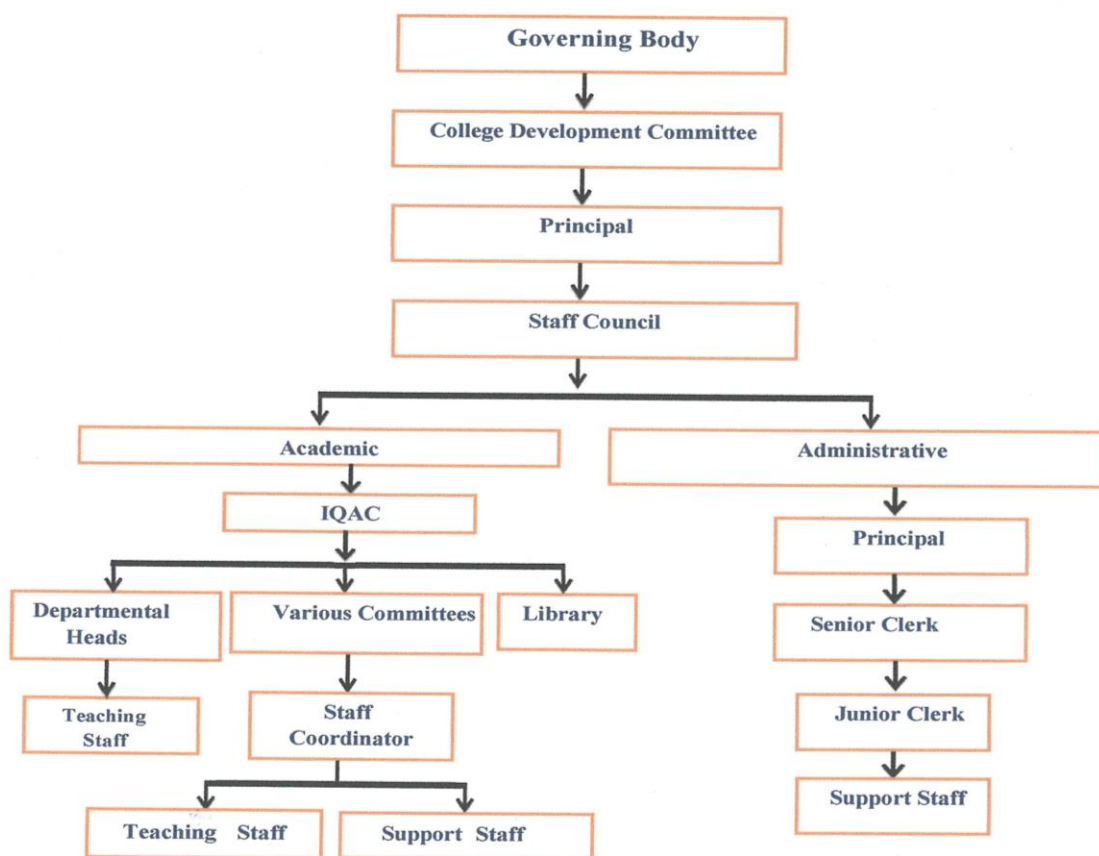 Governing Body
College Development Committee
Principal
Staff Council
Academic
Administrative
IQAC
Principal
Departmental
Heads
Various Committees
Library
Senior Clerk
Teaching
Staff
Staff
Coordinator
Junior Clerk
Support Staff
Teaching Staff
Support Staff